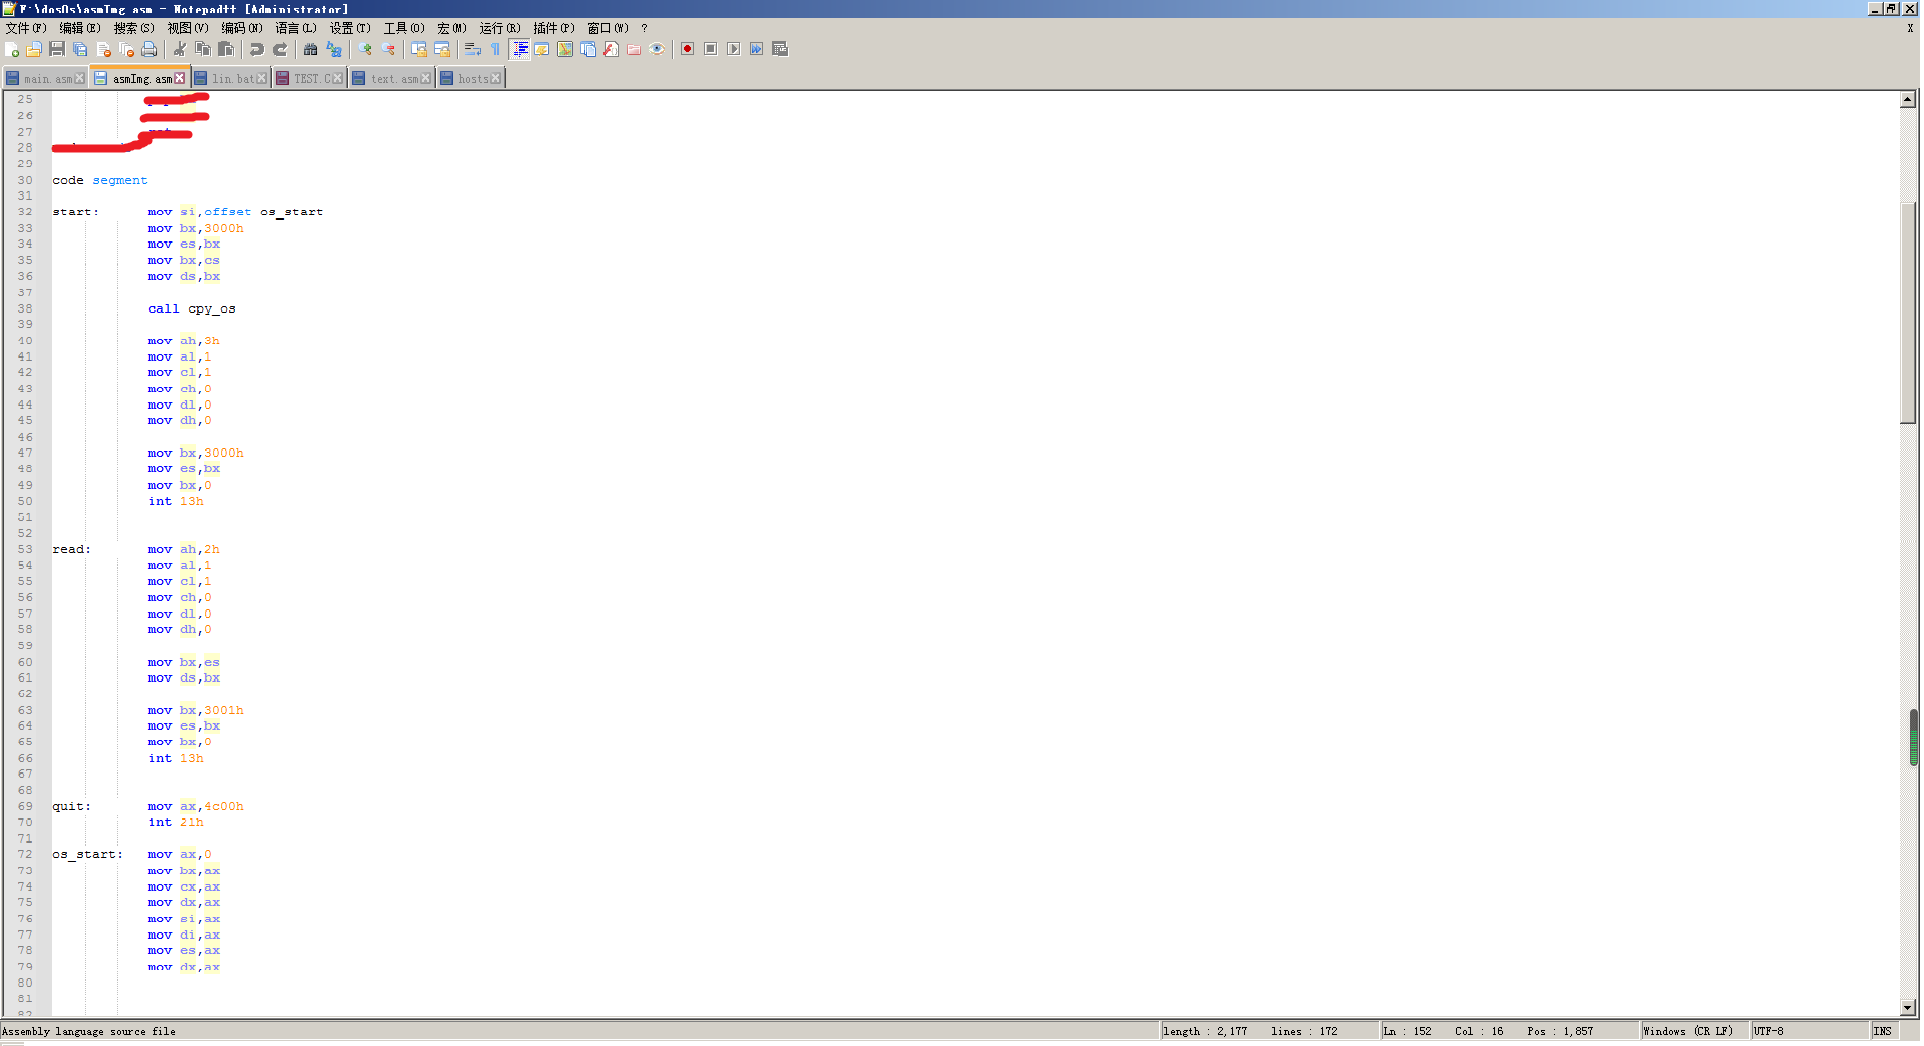 F:\dosOs\asmImg.asm - Notepad++ [Administrator]
文件(F) 编辑(E) 搜索(S) 视图(V) 编码(N) 语言(L) 设置(T) 工具(O) 宏(M) 运行(R) 插件(P) 窗口(W) ? X
main.asm asmImg.asm lin.bat TEST.C text.asm hosts
25
26
27
28
29
30 code segment
31
32 start: mov si,offset os_start
33 mov bx,3000h
34 mov es,bx
35 mov bx,cs
36 mov ds,bx
37
38 call cpy_os
39
40 mov ah,3h
41 mov al,1
42 mov cl,1
43 mov ch,0
44 mov dl,0
45 mov dh,0
46
47 mov bx,3000h
48 mov es,bx
49 mov bx,0
50 int 13h
51
52
53 read: mov ah,2h
54 mov al,1
55 mov cl,1
56 mov ch,0
57 mov dl,0
58 mov dh,0
59
60 mov bx,es
61 mov ds,bx
62
63 mov bx,3001h
64 mov es,bx
65 mov bx,0
66 int 13h
67
68
69 quit: mov ax,4c00h
70 int 21h
71
72 os_start: mov ax,0
73 mov bx,ax
74 mov cx,ax
75 mov dx,ax
76 mov si,ax
77 mov di,ax
78 mov es,ax
79 mov dx,ax
80
81
82
Assembly language source file length : 2,177 lines : 172 Ln : 152 Col : 16 Pos : 1,857 Windows (CR LF) UTF-8 INS